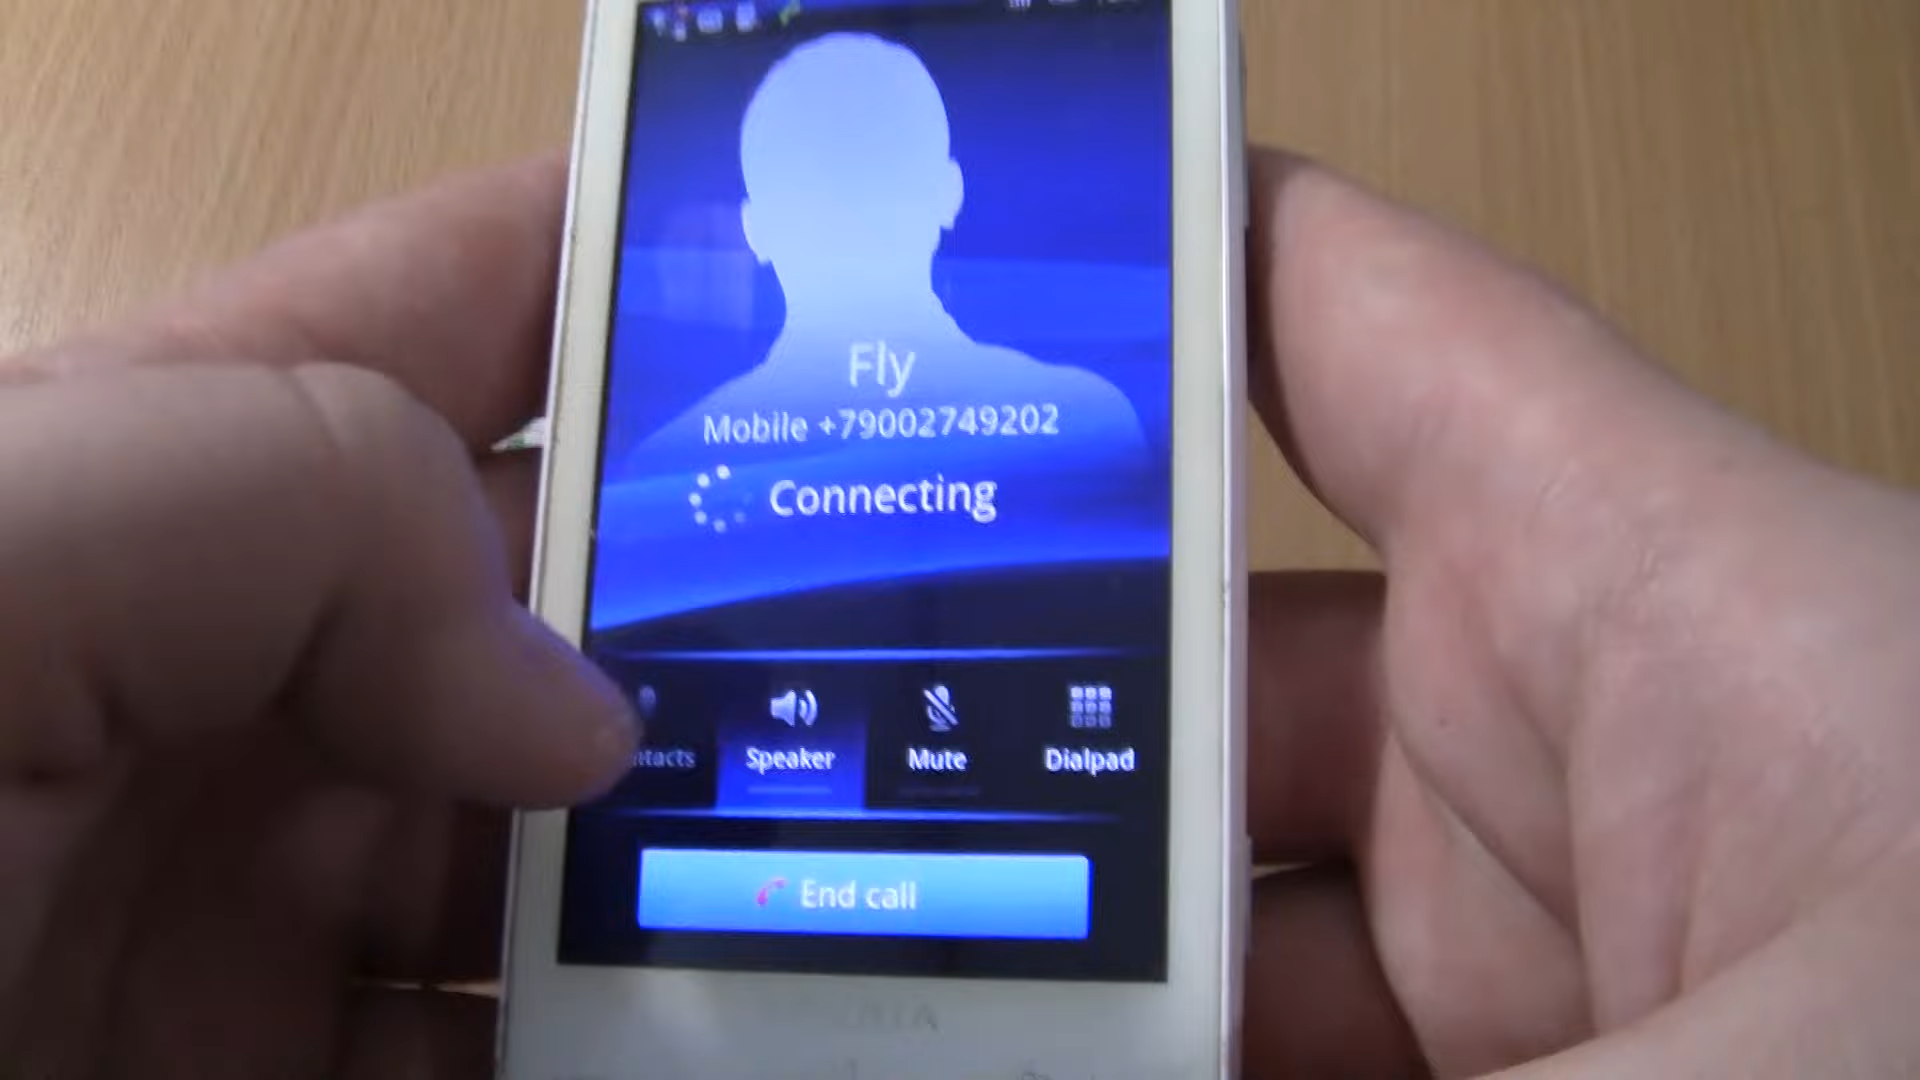 Fly
Mobile +79002749202
Connecting
Speaker
Mute
Dialpad
End call